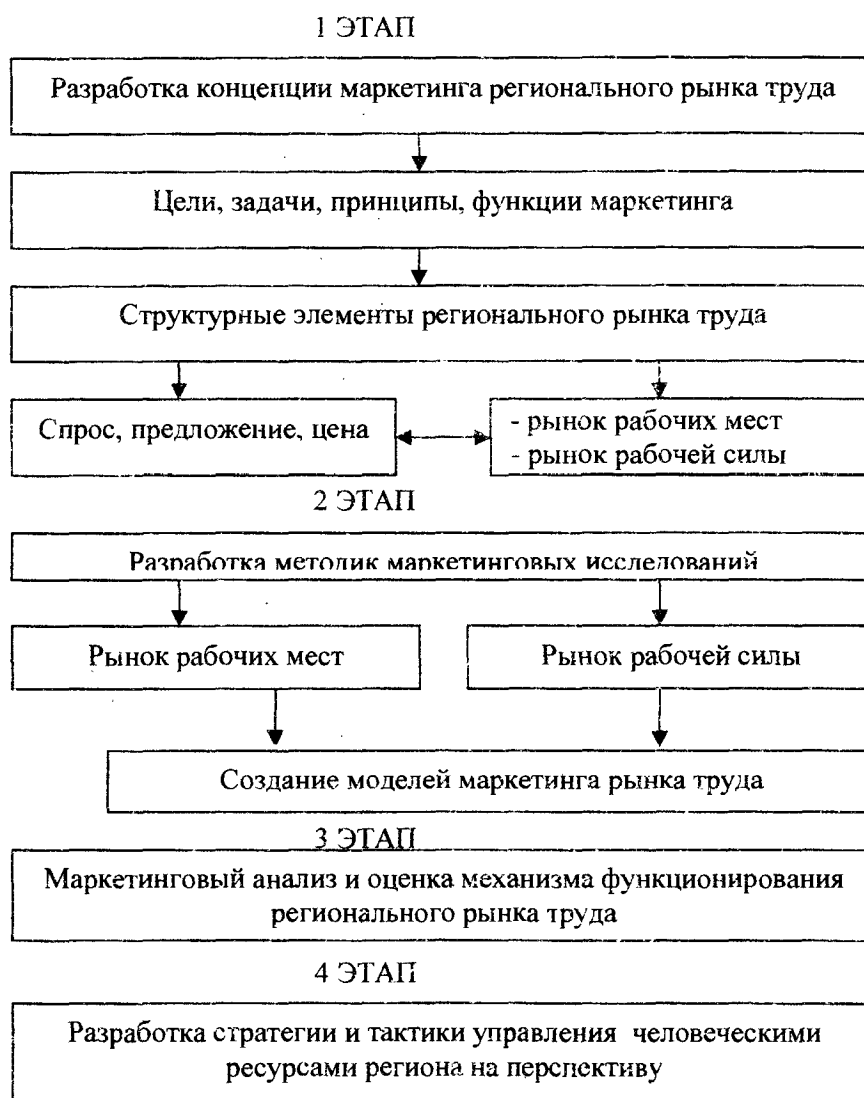 1 ЭТАП
Разработка концепции маркетинга регионального рынка труда
Цели, задачи, принципы, функции маркетинга
Структурные элементы регионального рынка труда
Спрос, предложение, цена
- рынок рабочих мест
- рынок рабочей силы
2 ЭТАП
Разработка методик маркетинговых исследований
Рынок рабочих мест
Рынок рабочей силы
Создание моделей маркетинга рынка труда
3 ЭТАП
Маркетинговый анализ и оценка механизма функционирования
регионального рынка труда
4 ЭТАП
Разработка стратегии и тактики управления человеческими
ресурсами региона на перспективу